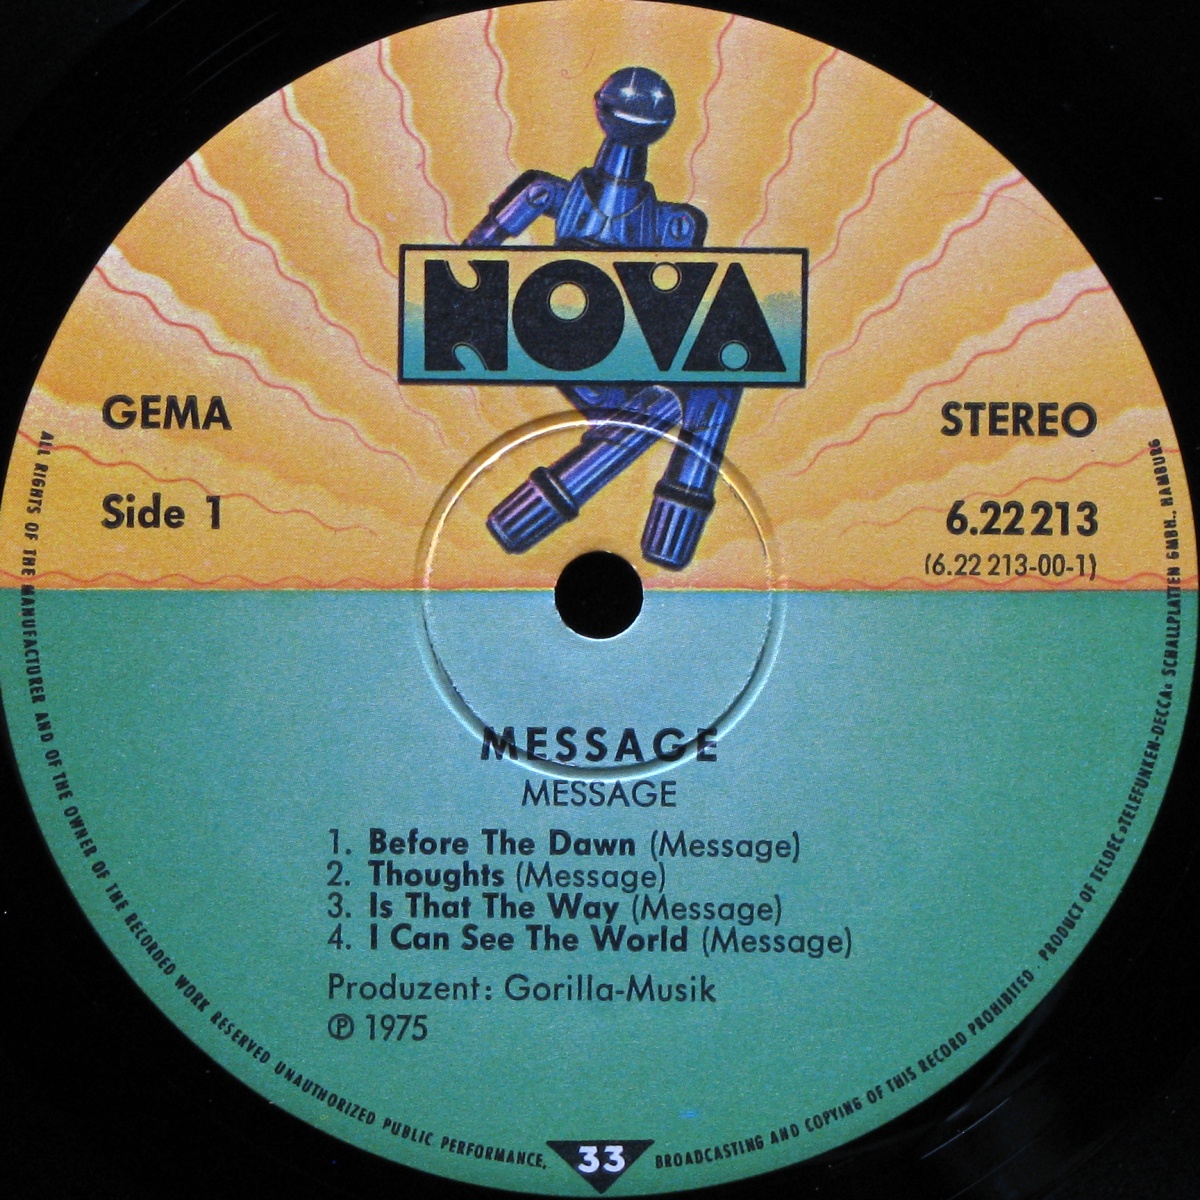 NOVA
GEMA
STEREO
Side 1
6.22 213
(6.22 213-00-1)
MESSAGE
MESSAGE
1. Before The Dawn (Message)
2. Thoughts (Message)
3. Is That The Way (Message)
4. I Can See The World (Message)
Produzent: Gorilla-Musik
℗ 1975
ALL RIGHTS OF THE MANUFACTURER AND OF THE OWNER OF THE RECORDED WORK RESERVED UNAUTHORIZED PUBLIC PERFORMANCE,
33
BROADCASTING AND COPYING OF THIS RECORD PROHIBITED · PRODUCT OF TELDEC »TELEFUNKEN-DECCA« SCHALLPLATTEN GMBH., HAMBURG